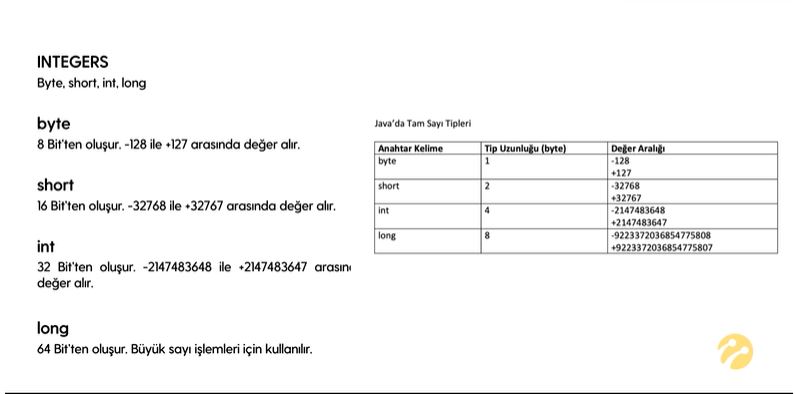 INTEGERS
Byte, short, int, long
byte
8 Bit'ten oluşur. -128 ile +127 arasında değer alır.
short
16 Bit'ten oluşur. -32768 ile +32767 arasında değer alır.
int
32 Bit'ten oluşur. -2147483648 ile +2147483647 arasın
değer alır.
long
64 Bit'ten oluşur. Büyük sayı işlemleri için kullanılır.
Java'da Tam Sayı Tipleri
Anahtar Kelime Tip Uzunluğu (byte) Değer Aralığı
byte 1 -128
+127
short 2 -32768
+32767
int 4 -2147483648
+2147483647
long 8 -9223372036854775808
+9223372036854775807